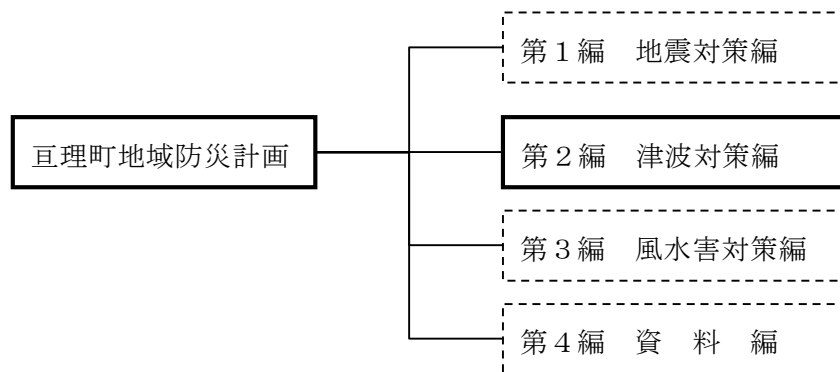 第１編　地震対策編
亘理町地域防災計画
第２編　津波対策編
第３編　風水害対策編
第４編　資　料　編